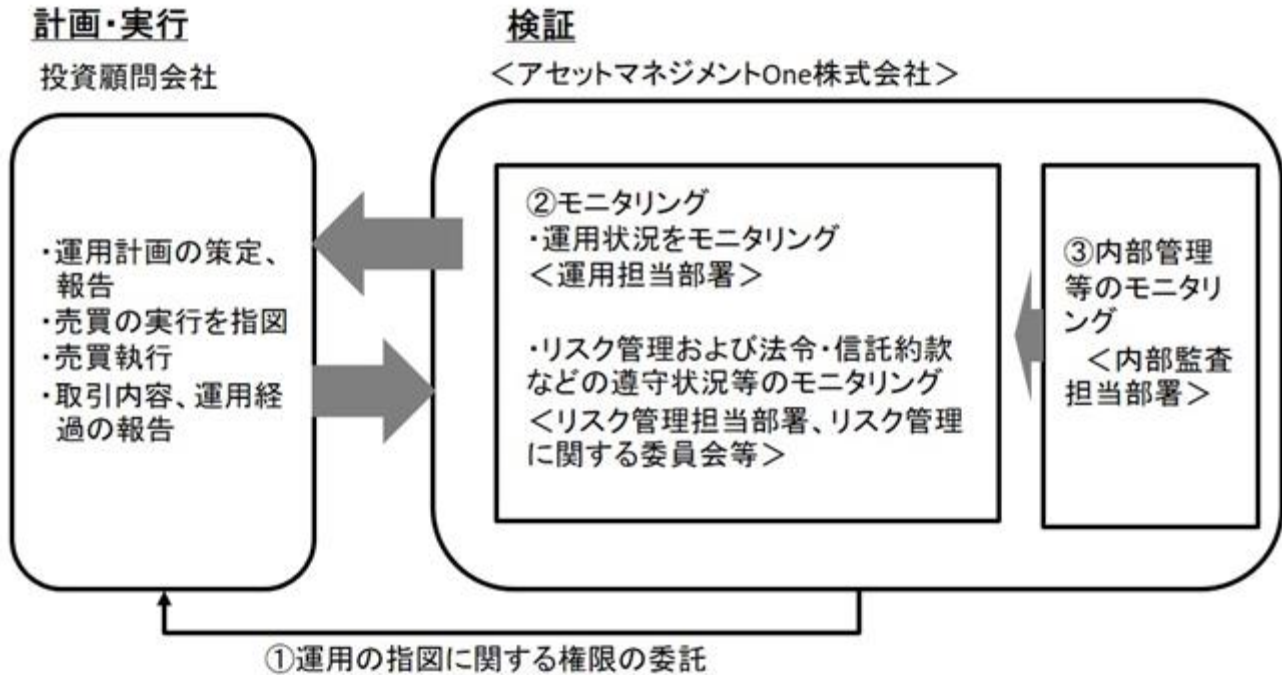 計画・実行
投資顧問会社
・運用計画の策定、
報告
・売買の実行を指図
・売買執行
・取引内容、運用経
過の報告
検証
＜アセットマネジメントOne株式会社＞
②モニタリング
・運用状況をモニタリング
＜運用担当部署＞
・リスク管理および法令・信託約款
などの遵守状況等のモニタリング
＜リスク管理担当部署、リスク管理
に関する委員会等＞
③内部管理
等のモニタリ
ング
＜内部監査
担当部署＞
①運用の指図に関する権限の委託